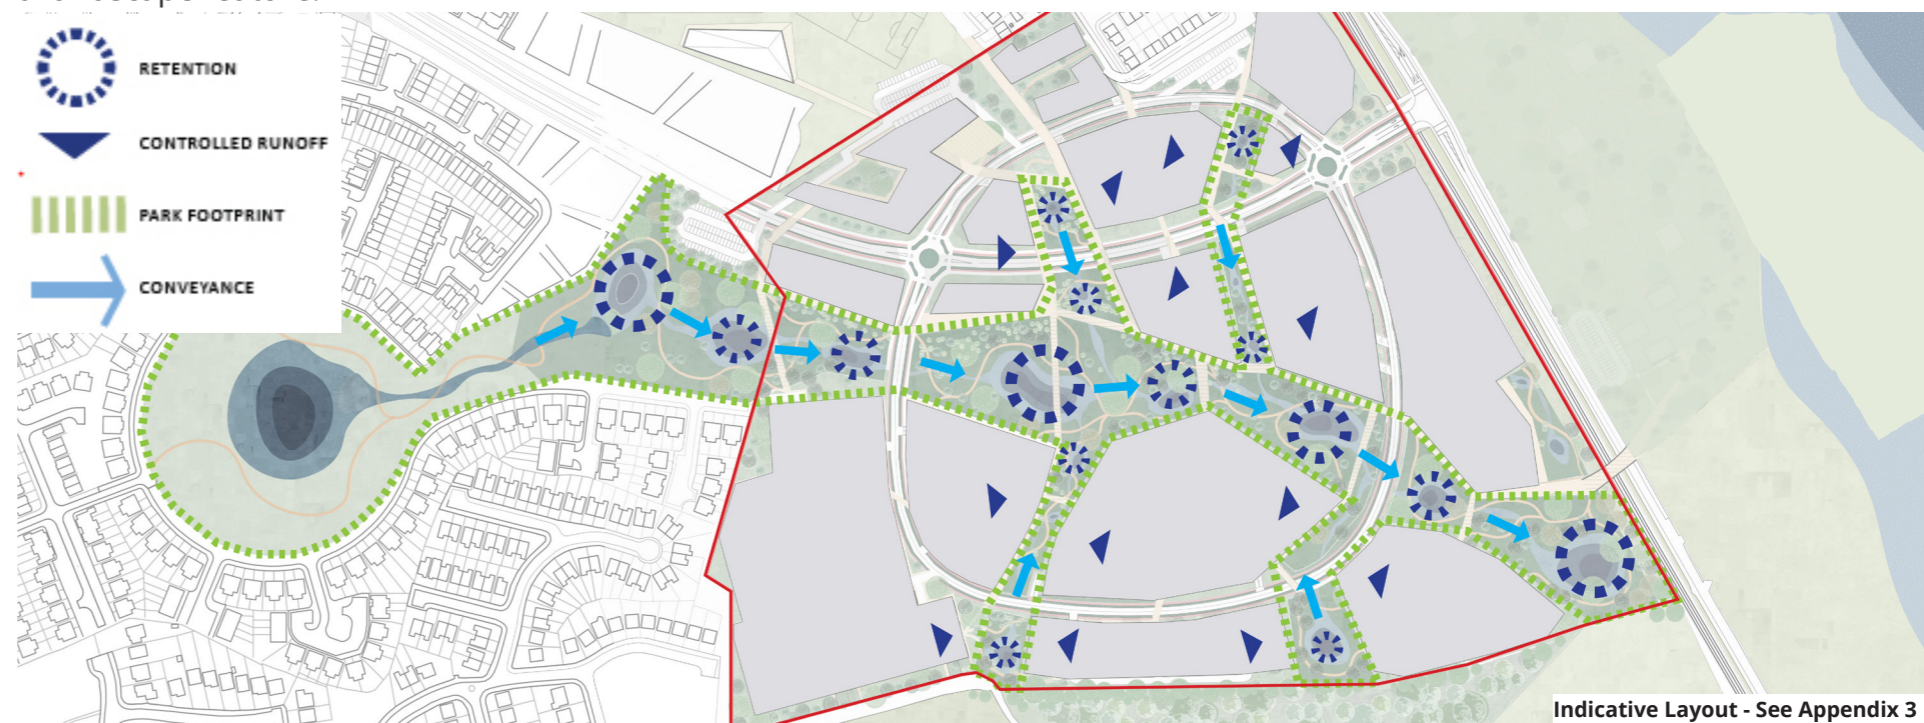 RETENTION
CONTROLLED RUNOFF
PARK FOOTPRINT
CONVEYANCE
Indicative Layout - See Appendix 3